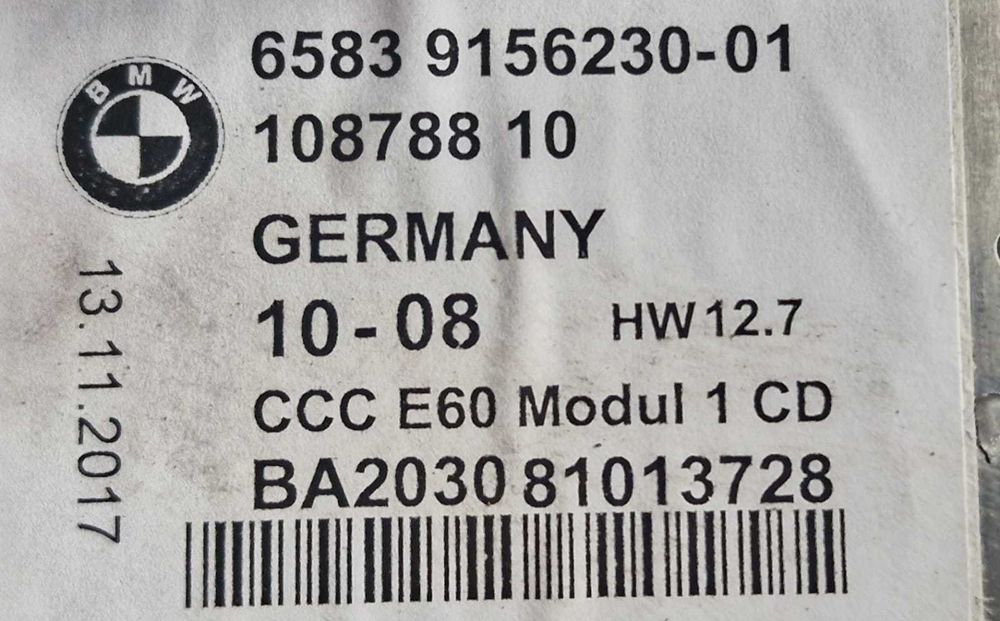 BMW
6583 9156230-01
108788 10
GERMANY
10-08 HW 12.7
CCC E60 Modul 1 CD
BA2030 81013728
13.11.2017